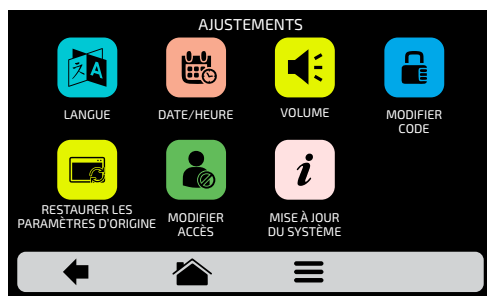 AJUSTEMENTS
LANGUE
DATE/HEURE
VOLUME
MODIFIER
CODE
RESTAURER LES
PARAMÈTRES D'ORIGINE
MODIFIER
ACCÈS
MISE À JOUR
DU SYSTÈME